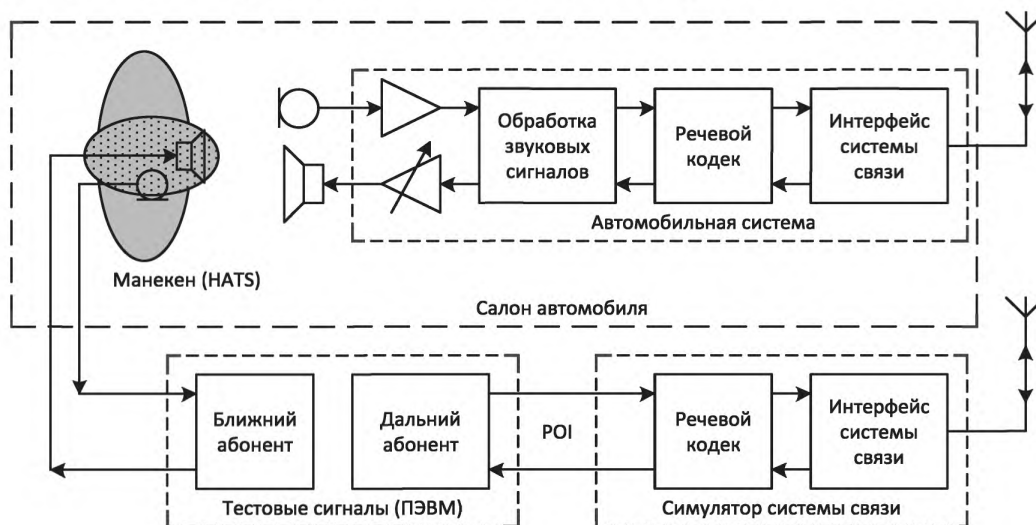 Обработка
звуковых
сигналов
Речевой
кодек
Интерфейс
системы
связи
Автомобильная система
Манекен (HATS)
Салон автомобиля
Ближний
абонент
Дальний
абонент
POI
Речевой
кодек
Интерфейс
системы
связи
Тестовые сигналы (ПЭВМ)
Симулятор системы связи